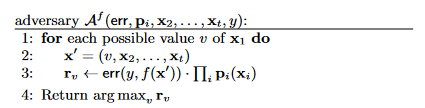 adversary 𝒜^f(err, p_i, x_2, …, x_t, y):
1: for each possible value v of x_1 do
2: x′ = (v, x_2, …, x_t)
3: r_v ← err(y, f(x′)) · ∏_i p_i(x_i)
4: Return arg max_v r_v